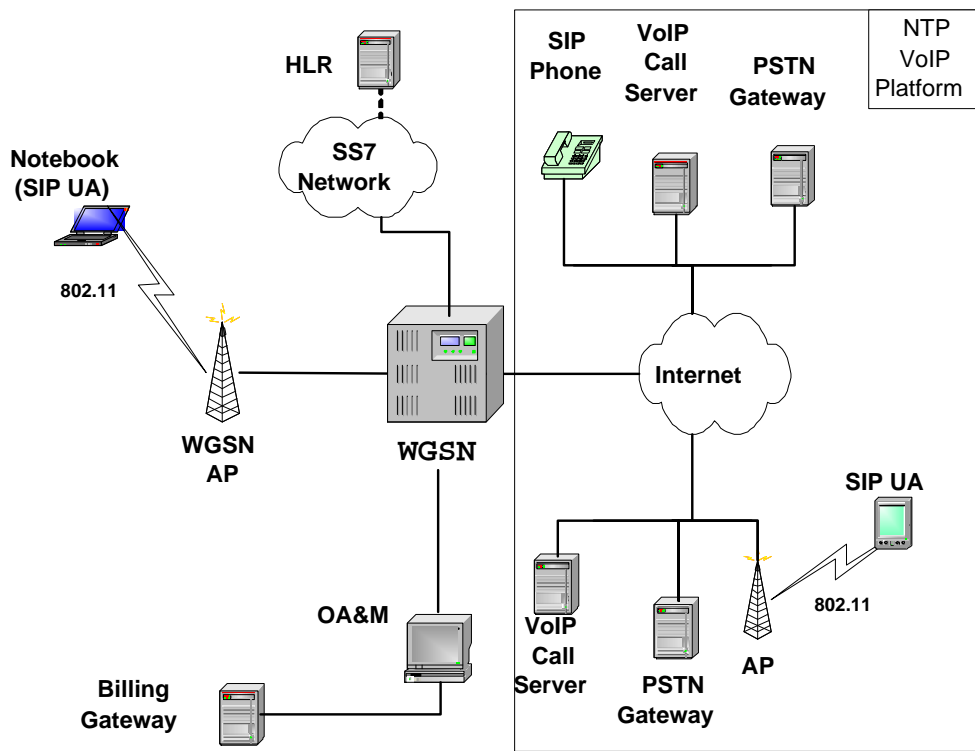 NTP
VoIP
Platform
SIP
Phone
VoIP
Call
Server
PSTN
Gateway
HLR
SS7
Network
Notebook
(SIP UA)
802.11
WGSN
AP
WGSN
Internet
SIP UA
802.11
OA&M
VoIP
Call
Server
PSTN
Gateway
AP
Billing
Gateway